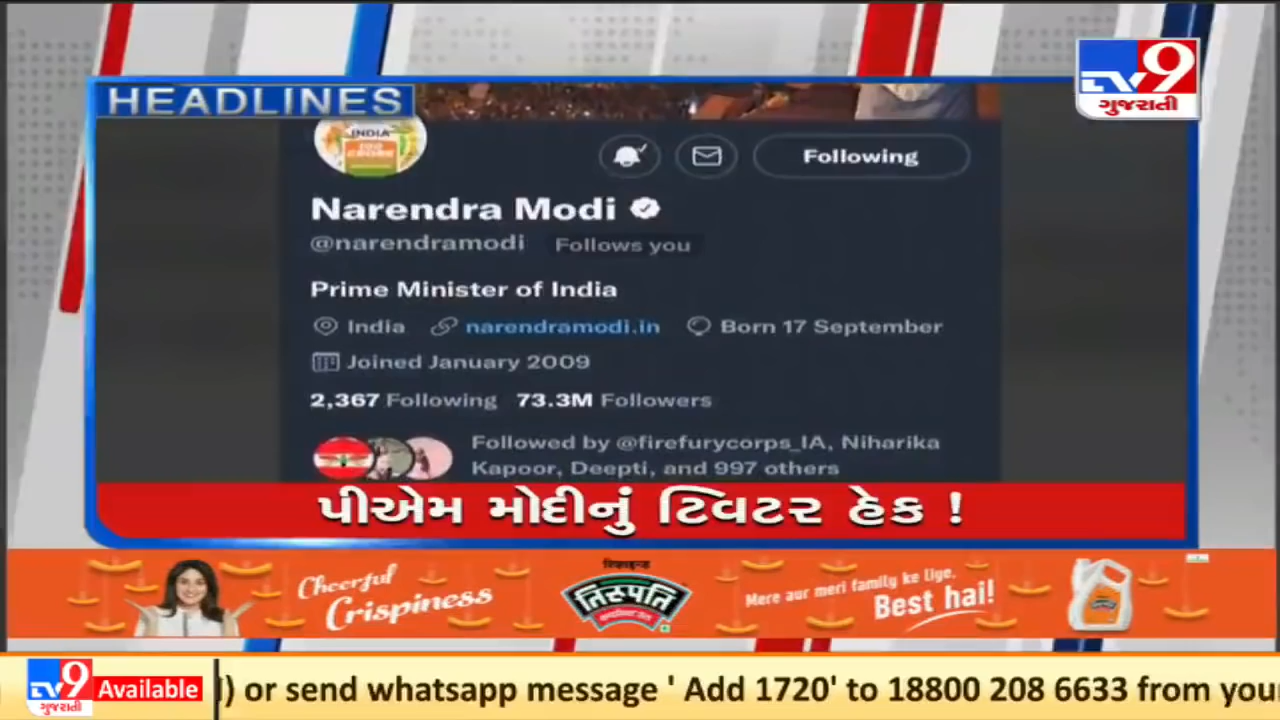 HEADLINES
TV9
ગુજરાતી
INDIA
Following
Narendra Modi
@narendramodi Follows you
Prime Minister of India
India narendramodi.in Born 17 September
Joined January 2009
2,367 Following 73.3M Followers
Followed by @firefurycorps_IA, Niharika
Kapoor, Deepti, and 997 others
પીએમ મોદીનું ટ્વિટર હેક !
Cheerful
Crispiness
तिरुपति
Mere aur meri family ke liye,
Best hai!
TV9
ગુજરાતી
Available
l) or send whatsapp message ' Add 1720' to 18800 208 6633 from your